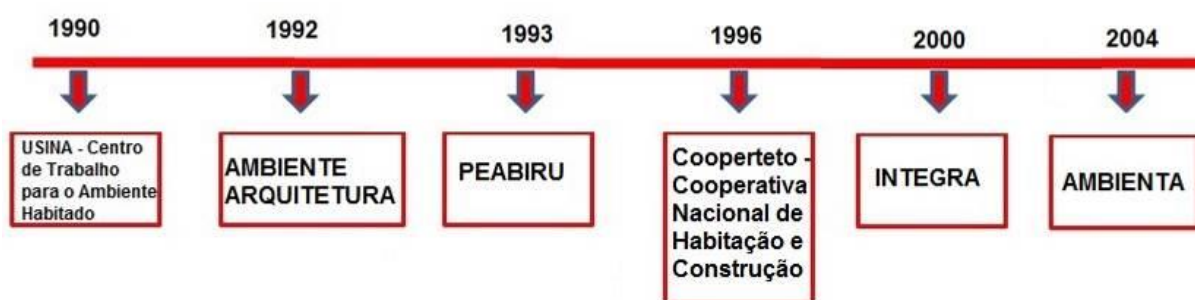 1990
1992
1993
1996
2000
2004
USINA - Centro
de Trabalho
para o Ambiente
Habitado
AMBIENTE
ARQUITETURA
PEABIRU
Cooperteto -
Cooperativa
Nacional de
Habitação e
Construção
INTEGRA
AMBIENTA